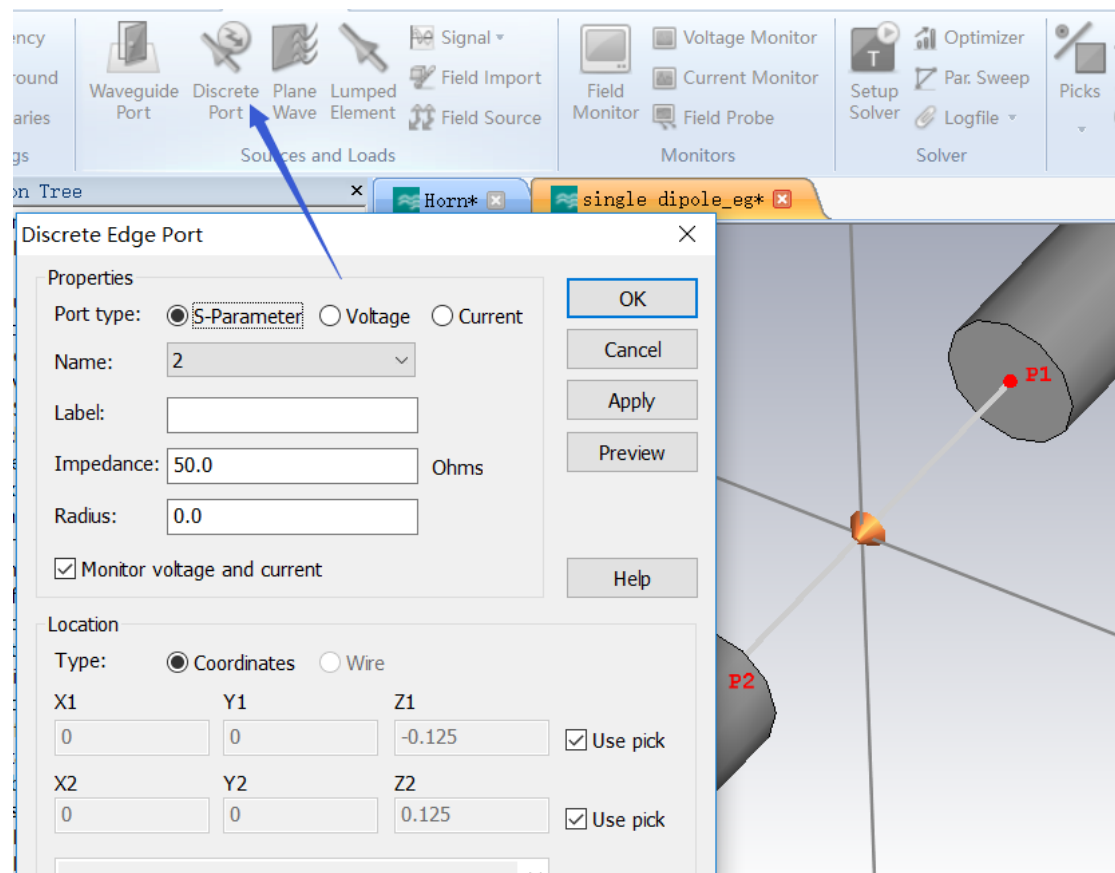 ency
Signal
Voltage Monitor
Optimizer
round
Waveguide Port
Discrete Port
Plane Wave
Lumped Element
Field Import
Field Monitor
Current Monitor
Setup Solver
Par. Sweep
Picks
aries
Field Source
Field Probe
Logfile
gs
Sources and Loads
Monitors
Solver
on Tree
Horn*
single dipole_eg*
Discrete Edge Port
Properties
Port type: S-Parameter Voltage Current
OK
Name: 2
Cancel
Label:
Apply
Impedance: 50.0 Ohms
Preview
Radius: 0.0
Monitor voltage and current
Help
Location
Type: Coordinates Wire
X1 Y1 Z1
0 0 -0.125 Use pick
X2 Y2 Z2
0 0 0.125 Use pick
P1
P2
T